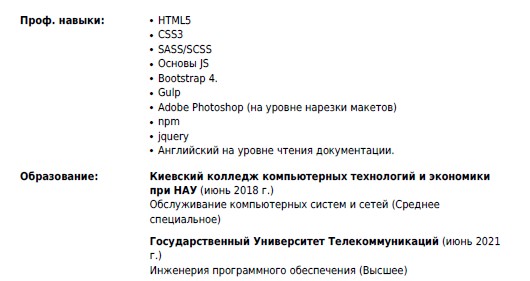 Проф. навыки:
• HTML5
• CSS3
• SASS/SCSS
• Основы JS
• Bootstrap 4.
• Gulp
• Adobe Photoshop (на уровне нарезки макетов)
• npm
• jquery
• Английский на уровне чтения документации.
Образование:
Киевский колледж компьютерных технологий и экономики
при НАУ (июнь 2018 г.)
Обслуживание компьютерных систем и сетей (Среднее
специальное)
Государственный Университет Телекоммуникаций (июнь 2021
г.)
Инженерия программного обеспечения (Высшее)